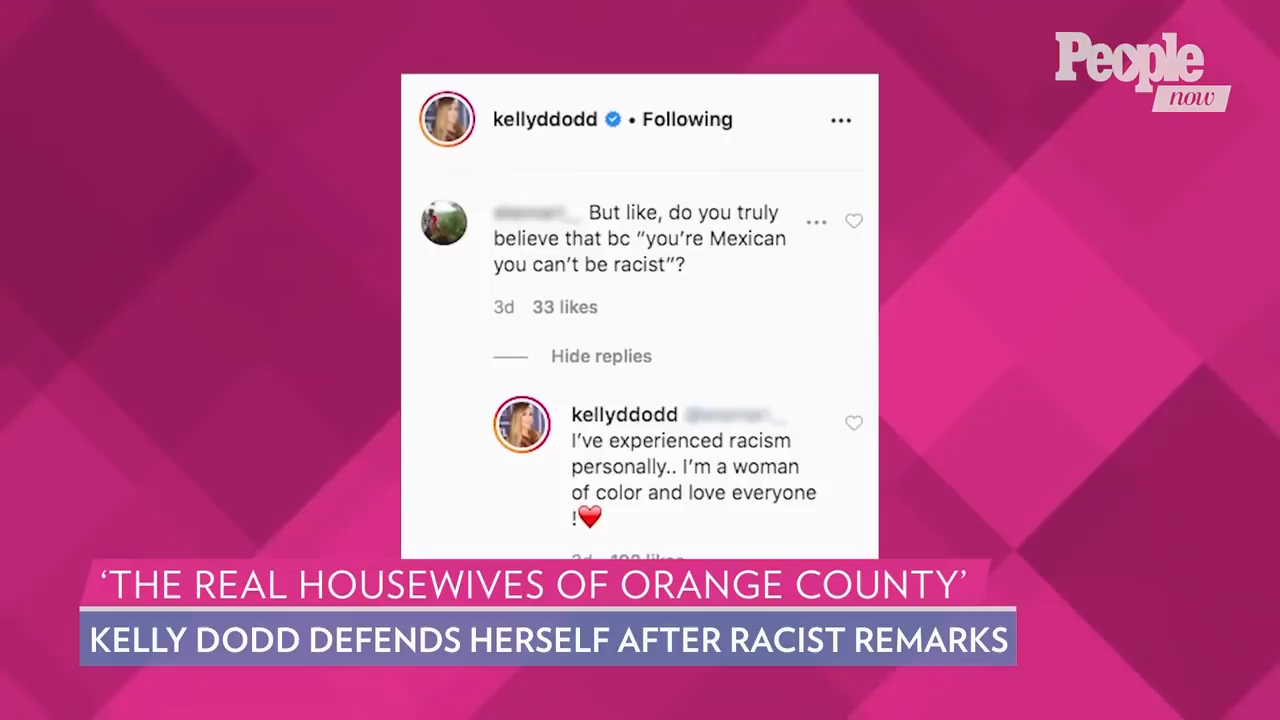 People
now
kellyddodd • Following
But like, do you truly
believe that bc “you’re Mexican
you can’t be racist”?
3d 33 likes
Hide replies
kellyddodd
I’ve experienced racism
personally.. I’m a woman
of color and love everyone
!❤️
‘THE REAL HOUSEWIVES OF ORANGE COUNTY’
KELLY DODD DEFENDS HERSELF AFTER RACIST REMARKS